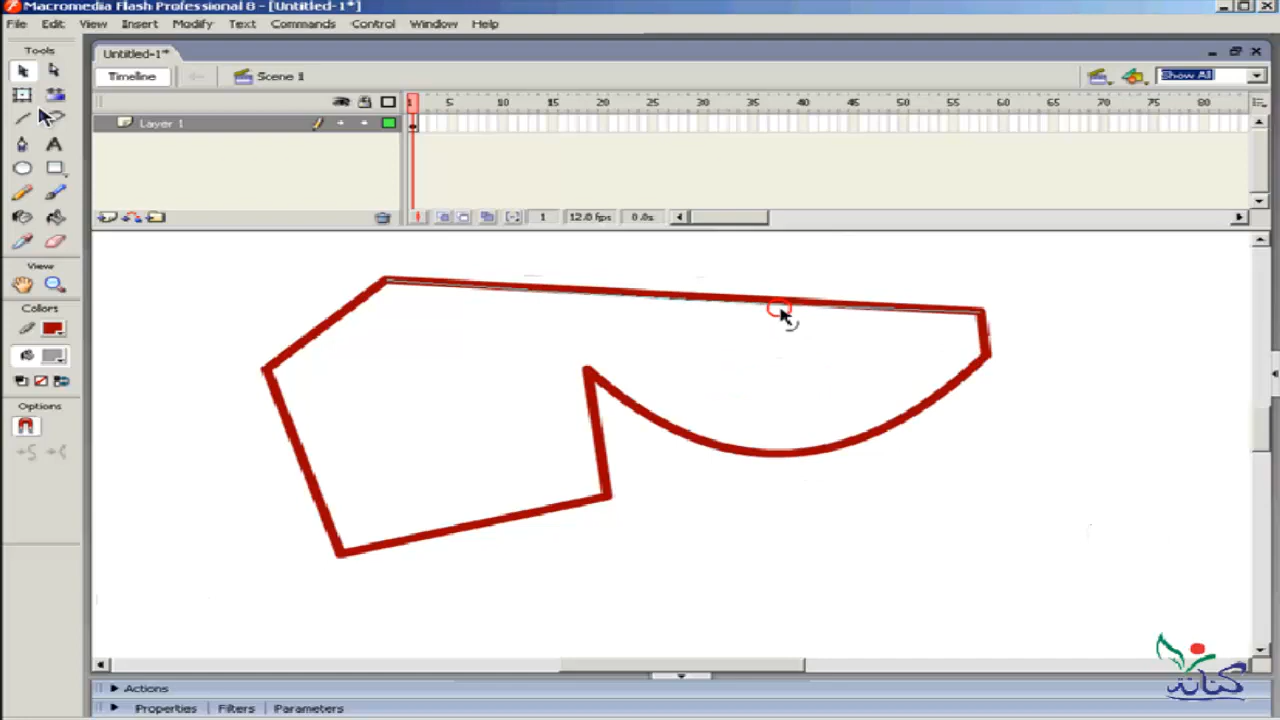 Macromedia Flash Professional 8 - [Untitled-1*]
File Edit View Insert Modify Text Commands Control Window Help
Tools
Untitled-1*
Timeline Scene 1 Show All
1 5 10 15 20 25 30 35 40 45 50 55 60 65 70 75 80
Layer 1
1 12.0 fps 0.0s
View
Colors
Options
Actions
Properties Filters Parameters